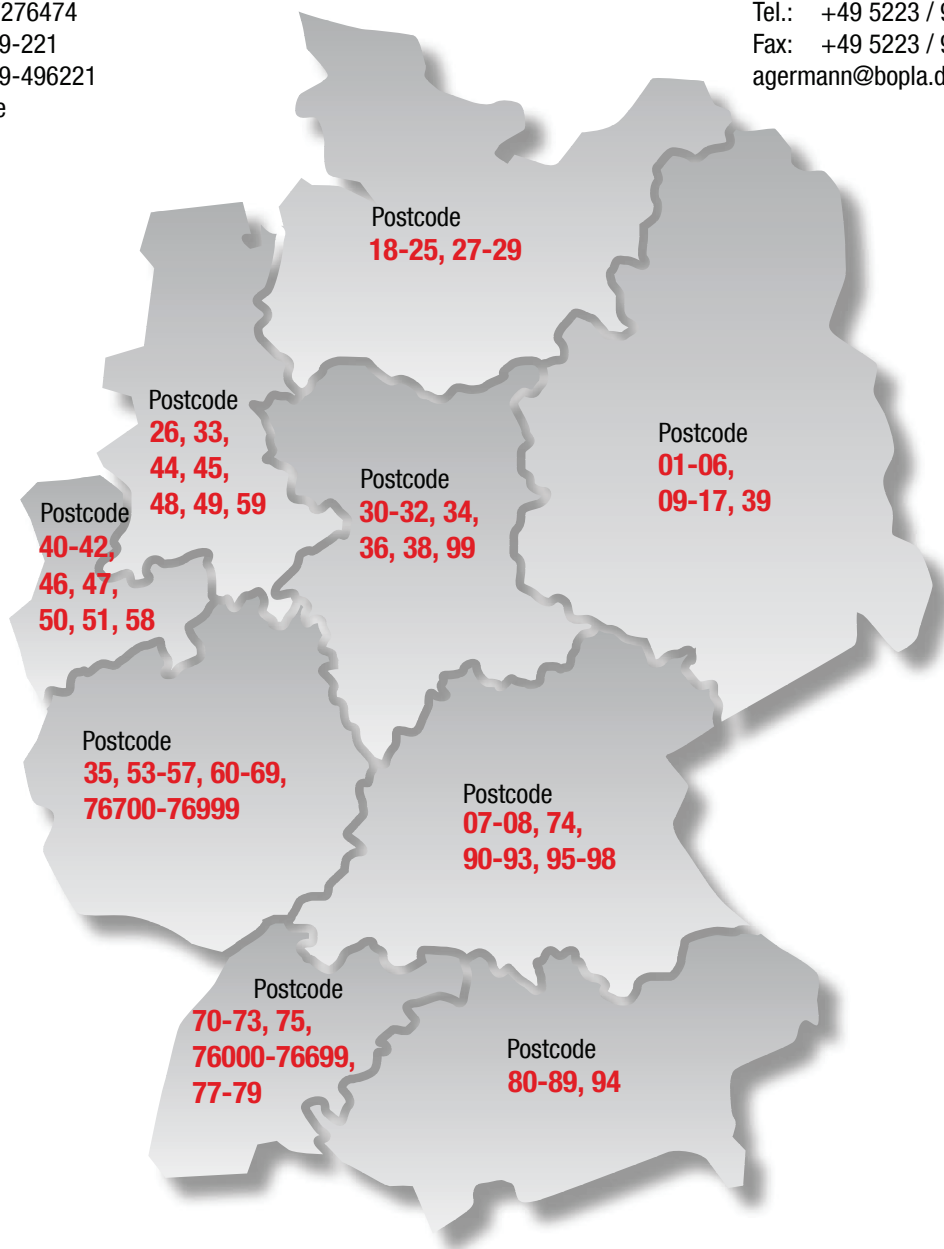 276474
9-221
9-496221
e
Tel.: +49 5223 / 9
Fax: +49 5223 / 9
agermann@bopla.d
Postcode
18-25, 27-29
Postcode
26, 33,
44, 45,
48, 49, 59
Postcode
01-06,
09-17, 39
Postcode
30-32, 34,
36, 38, 99
Postcode
40-42,
46, 47,
50, 51, 58
Postcode
35, 53-57, 60-69,
76700-76999
Postcode
07-08, 74,
90-93, 95-98
Postcode
70-73, 75,
76000-76699,
77-79
Postcode
80-89, 94